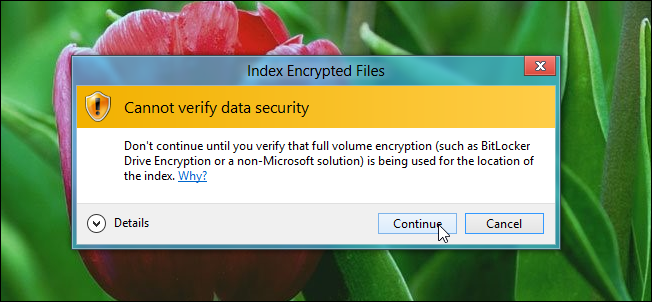 Index Encrypted Files
Cannot verify data security
Don't continue until you verify that full volume encryption (such as BitLocker
Drive Encryption or a non-Microsoft solution) is being used for the location of
the index. Why?
Details
Continue
Cancel